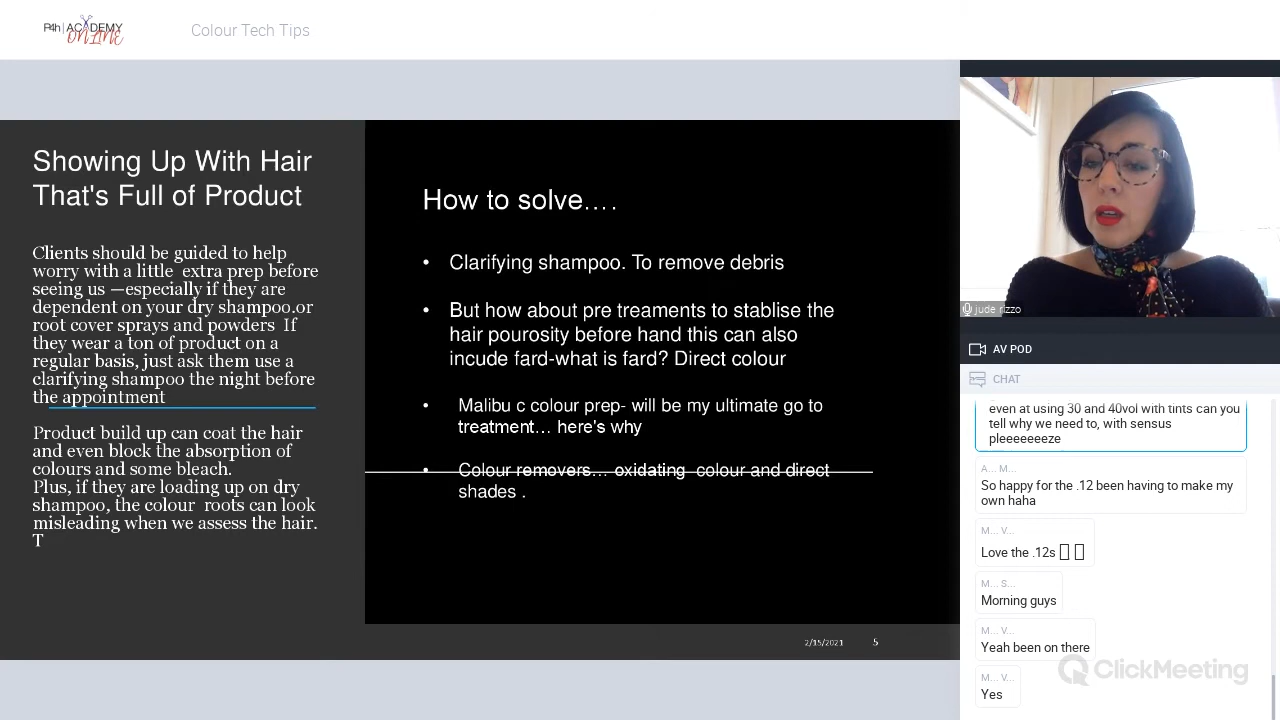 P4h | ACADEMY
ONLINE
Colour Tech Tips
Showing Up With Hair
That's Full of Product
Clients should be guided to help
worry with a little extra prep before
seeing us —especially if they are
dependent on your dry shampoo.or
root cover sprays and powders If
they wear a ton of product on a
regular basis, just ask them use a
clarifying shampoo the night before
the appointment
Product build up can coat the hair
and even block the absorption of
colours and some bleach.
Plus, if they are loading up on dry
shampoo, the colour roots can look
misleading when we assess the hair.
T
How to solve....
• Clarifying shampoo. To remove debris
• But how about pre treaments to stablise the
hair pourosity before hand this can also
incude fard-what is fard? Direct colour
• Malibu c colour prep- will be my ultimate go to
treatment... here's why
• Colour removers... oxidating colour and direct
shades .
2/15/2021 5
jude rizzo
AV POD
CHAT
even at using 30 and 40vol with tints can you
tell why we need to, with sensus
pleeeeeeze
A... M...
So happy for the .12 been having to make my
own haha
M... V...
Love the .12s
M... S...
Morning guys
M... V...
Yeah been on there
M... V...
Yes
ClickMeeting